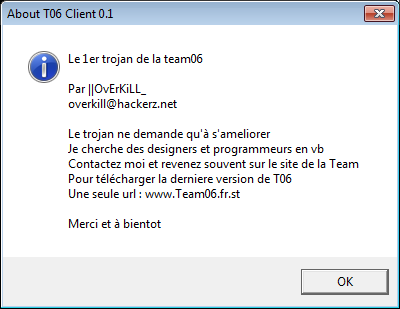 About T06 Client 0.1
Le 1er trojan de la team06
Par ||OvErKiLL_
overkill@hackerz.net
Le trojan ne demande qu'à s'ameliorer
Je cherche des designers et programmeurs en vb
Contactez moi et revenez souvent sur le site de la Team
Pour télécharger la derniere version de T06
Une seule url : www.Team06.fr.st
Merci et à bientot
OK